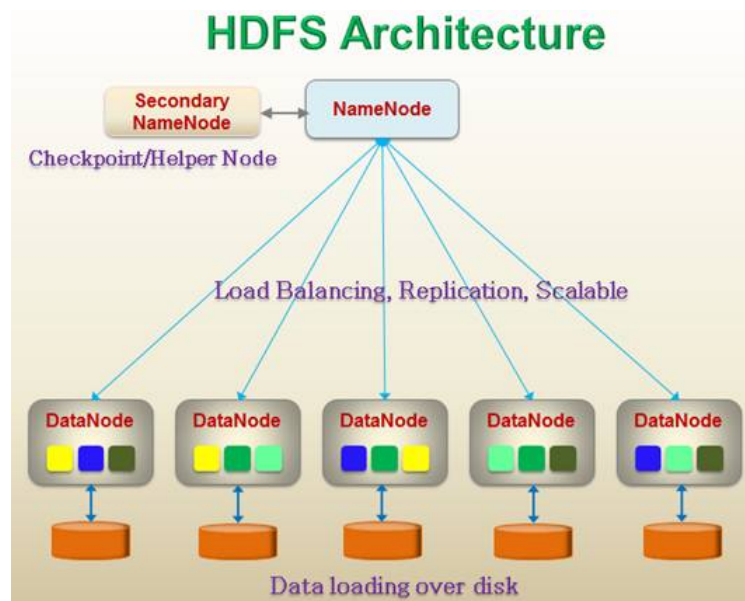 HDFS Architecture
Secondary
NameNode
NameNode
Checkpoint/Helper Node
Load Balancing, Replication, Scalable
DataNode
DataNode
DataNode
DataNode
DataNode
Data loading over disk